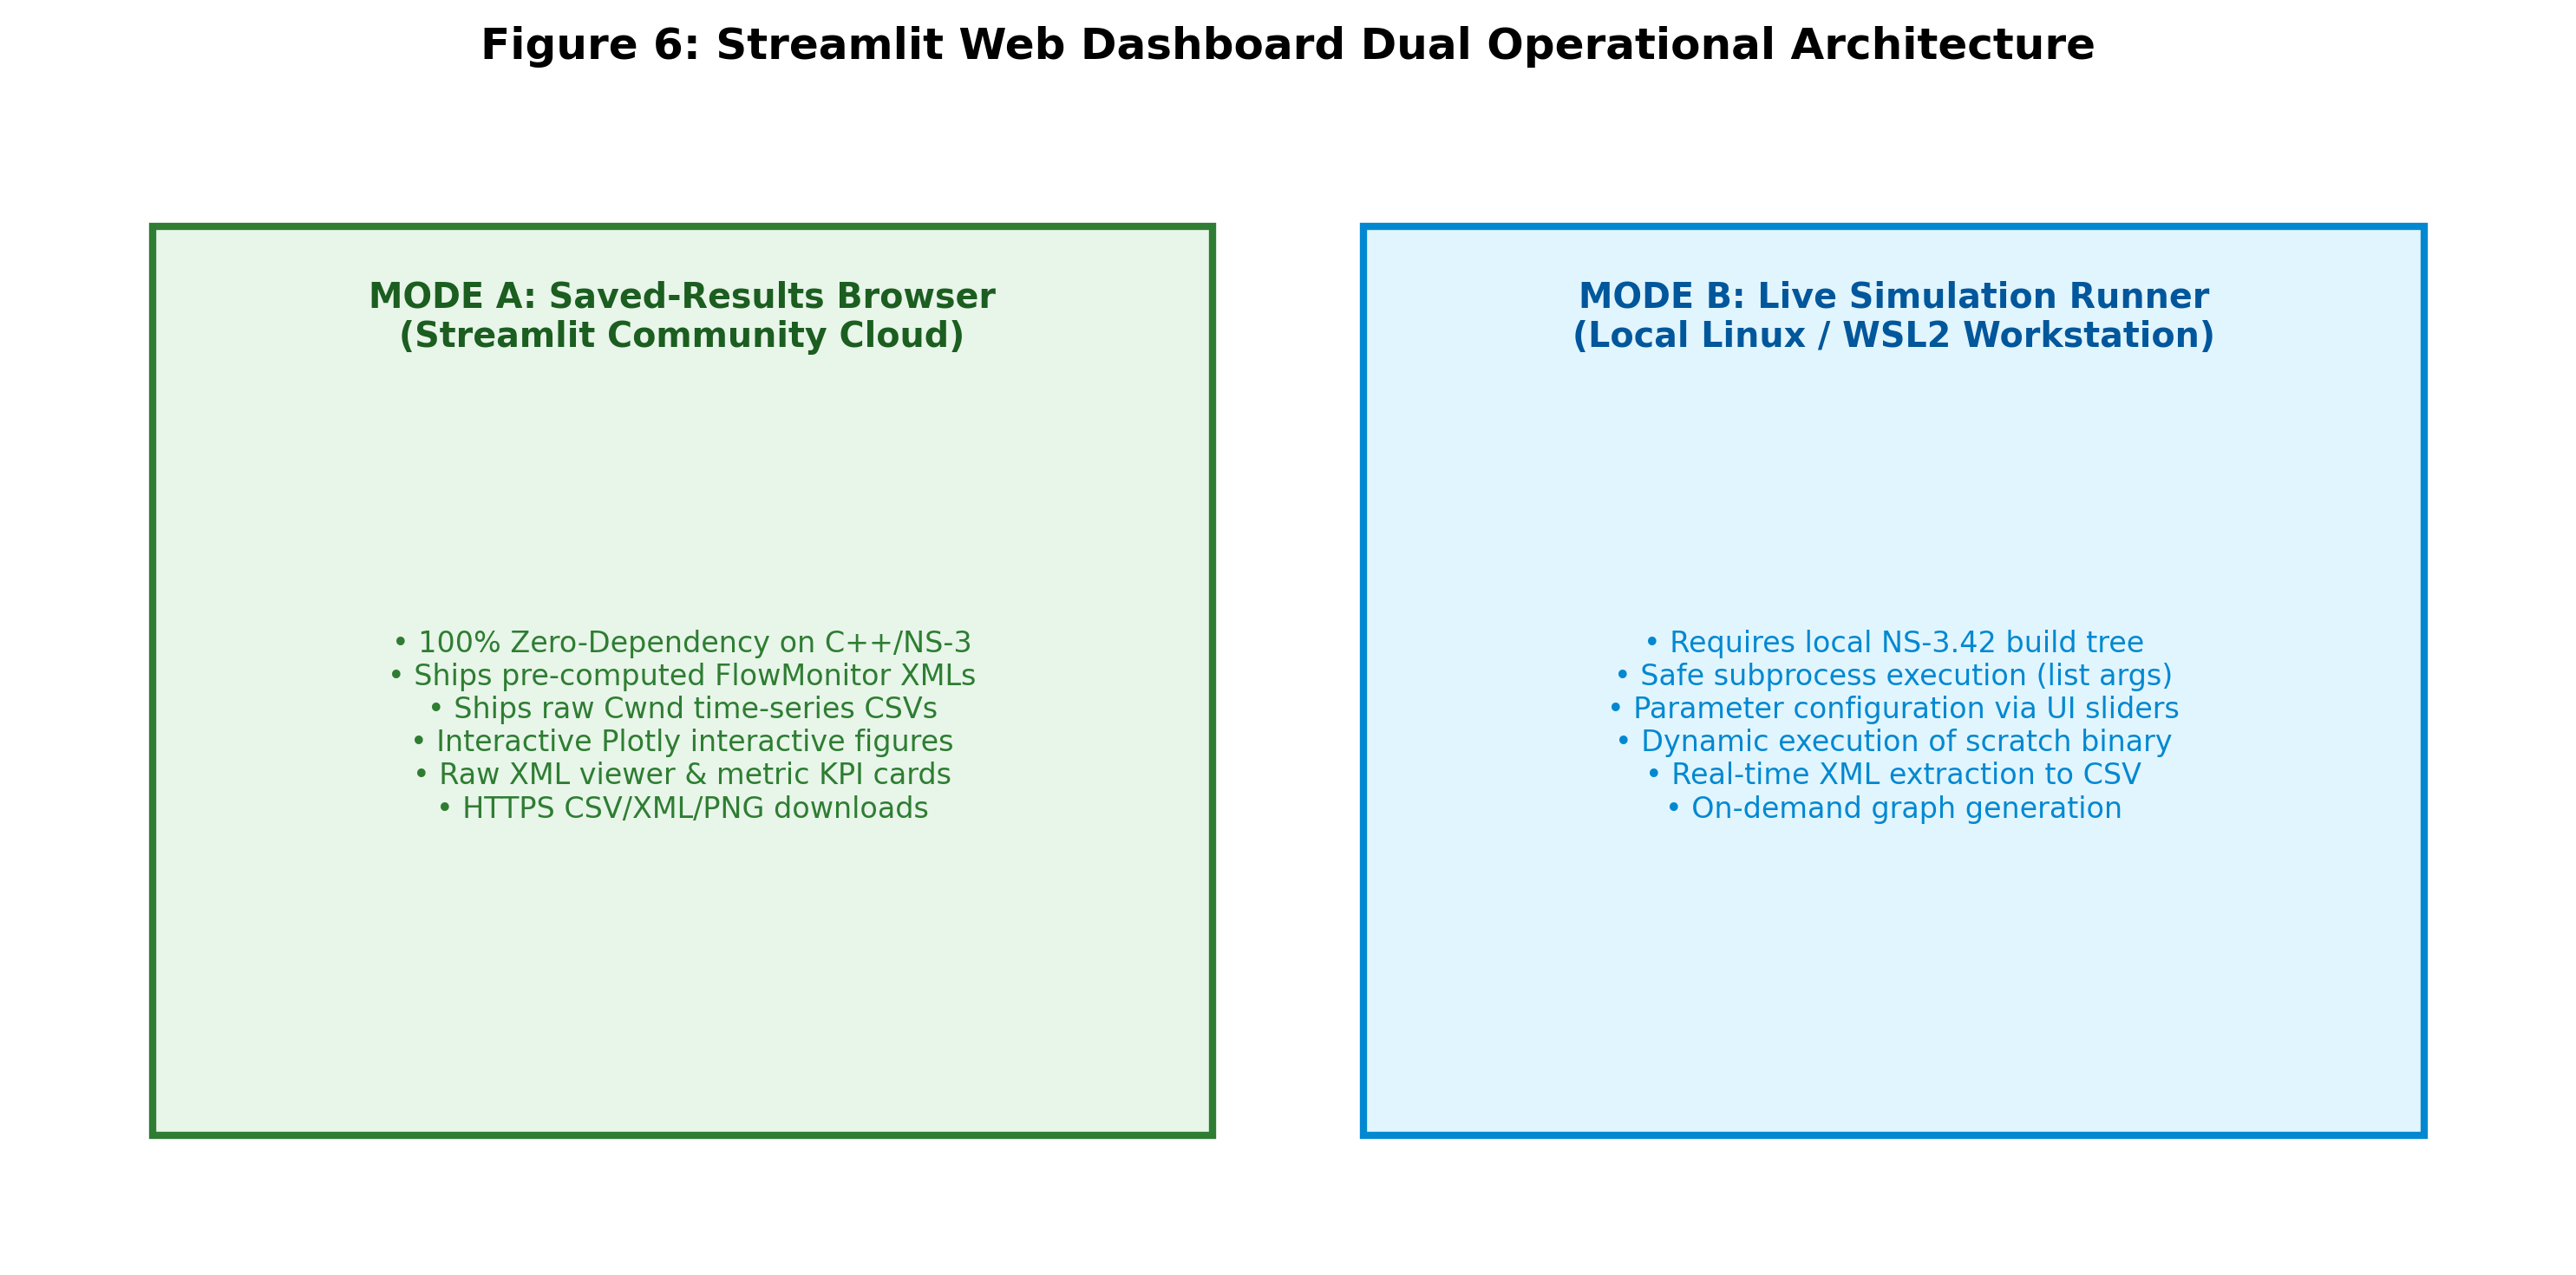 Figure 6: Streamlit Web Dashboard Dual Operational Architecture
MODE A: Saved-Results Browser
(Streamlit Community Cloud)
• 100% Zero-Dependency on C++/NS-3
• Ships pre-computed FlowMonitor XMLs
• Ships raw Cwnd time-series CSVs
• Interactive Plotly interactive figures
• Raw XML viewer & metric KPI cards
• HTTPS CSV/XML/PNG downloads
MODE B: Live Simulation Runner
(Local Linux / WSL2 Workstation)
• Requires local NS-3.42 build tree
• Safe subprocess execution (list args)
• Parameter configuration via UI sliders
• Dynamic execution of scratch binary
• Real-time XML extraction to CSV
• On-demand graph generation